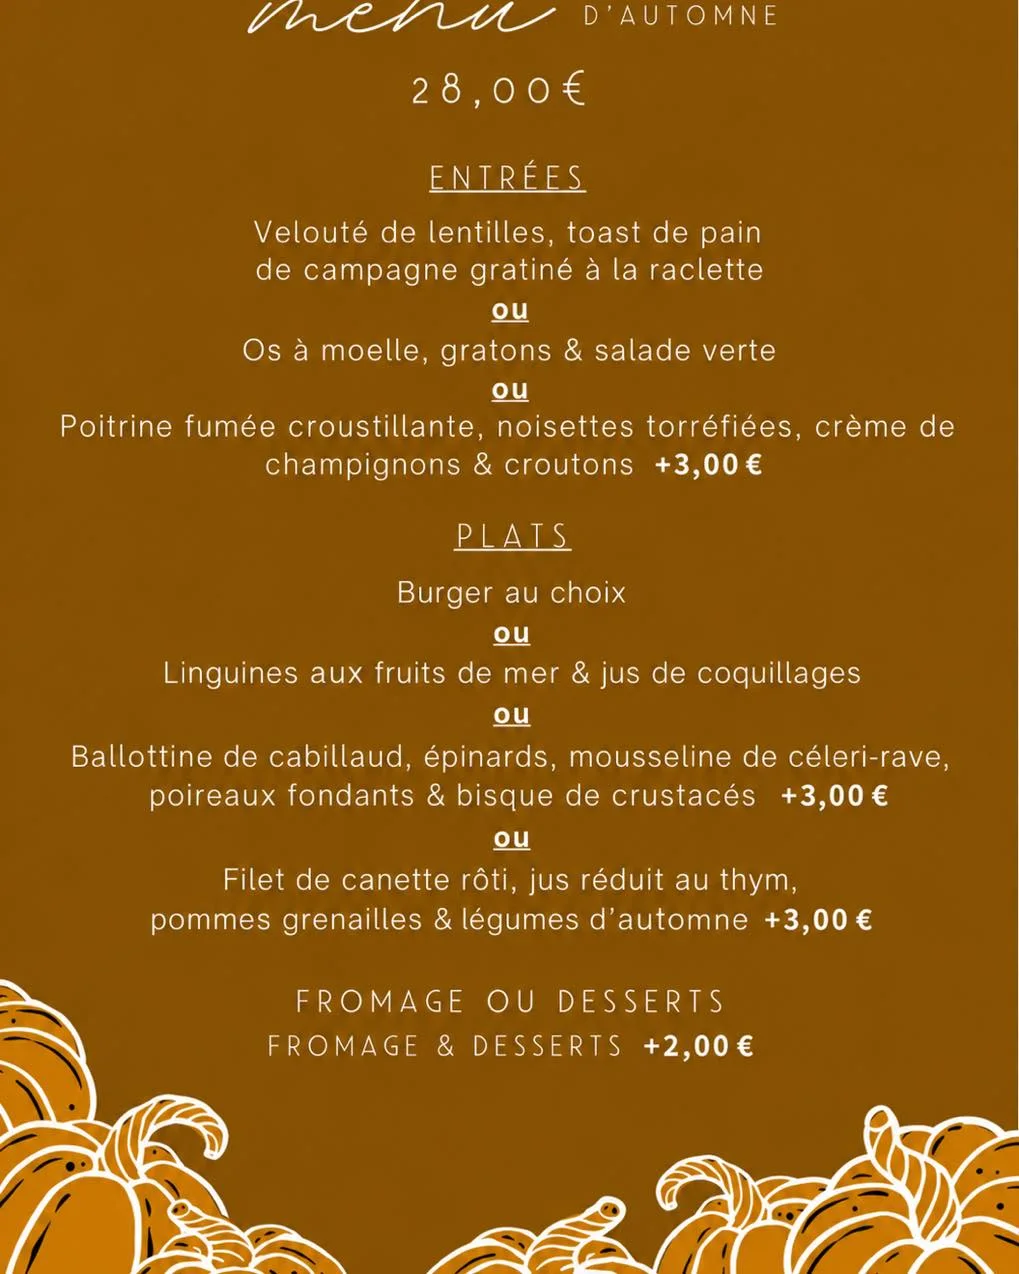 menu D'AUTOMNE
28,00€
ENTRÉES
Velouté de lentilles, toast de pain
de campagne gratiné à la raclette
ou
Os à moelle, gratons & salade verte
ou
Poitrine fumée croustillante, noisettes torréfiées, crème de
champignons & croutons +3,00 €
PLATS
Burger au choix
ou
Linguines aux fruits de mer & jus de coquillages
ou
Ballottine de cabillaud, épinards, mousseline de céleri-rave,
poireaux fondants & bisque de crustacés +3,00 €
ou
Filet de canette rôti, jus réduit au thym,
pommes grenailles & légumes d'automne +3,00 €
FROMAGE OU DESSERTS
FROMAGE & DESSERTS +2,00 €